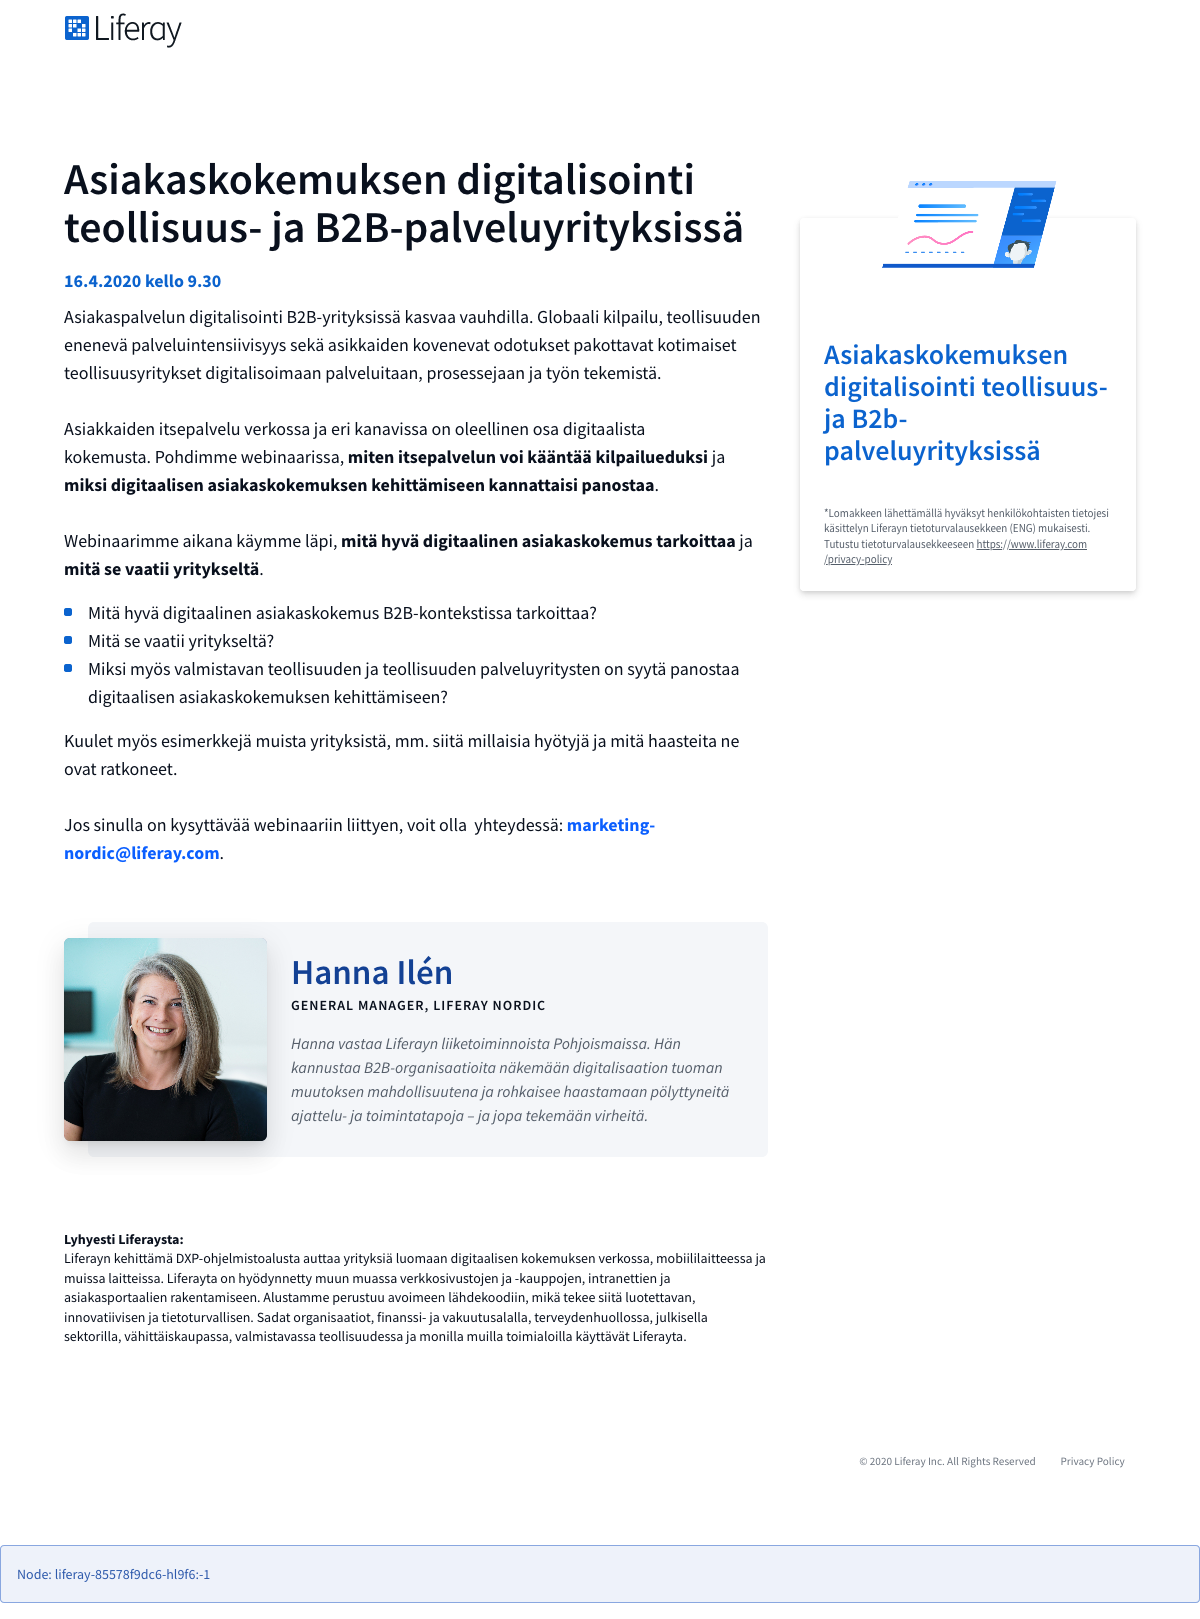 Liferay
Asiakaskokemuksen digitalisointi
teollisuus- ja B2B-palveluyrityksissä
16.4.2020 kello 9.30
Asiakaspalvelun digitalisointi B2B-yrityksissä kasvaa vauhdilla. Globaali kilpailu, teollisuuden
enenevä palveluintensiivisyys sekä asikkaiden kovenevat odotukset pakottavat kotimaiset
teollisuusyritykset digitalisoimaan palveluitaan, prosessejaan ja työn tekemistä.
Asiakkaiden itsepalvelu verkossa ja eri kanavissa on oleellinen osa digitaalista
kokemusta. Pohdimme webinaarissa, miten itsepalvelun voi kääntää kilpailueduksi ja
miksi digitaalisen asiakaskokemuksen kehittämiseen kannattaisi panostaa.
Webinaarimme aikana käymme läpi, mitä hyvä digitaalinen asiakaskokemus tarkoittaa ja
mitä se vaatii yritykseltä.
Mitä hyvä digitaalinen asiakaskokemus B2B-kontekstissa tarkoittaa?
Mitä se vaatii yritykseltä?
Miksi myös valmistavan teollisuuden ja teollisuuden palveluyritysten on syytä panostaa
digitaalisen asiakaskokemuksen kehittämiseen?
Kuulet myös esimerkkejä muista yrityksistä, mm. siitä millaisia hyötyjä ja mitä haasteita ne
ovat ratkoneet.
Jos sinulla on kysyttävää webinaariin liittyen, voit olla  yhteydessä: marketing-
nordic@liferay.com.
Asiakaskokemuksen
digitalisointi teollisuus-
ja B2b-
palveluyrityksissä
*Lomakkeen lähettämällä hyväksyt henkilökohtaisten tietojesi
käsittelyn Liferayn tietoturvalausekkeen (ENG) mukaisesti.
Tutustu tietoturvalausekkeeseen https://www.liferay.com
/privacy-policy
Hanna Ilén
GENERAL MANAGER, LIFERAY NORDIC
Hanna vastaa Liferayn liiketoiminnoista Pohjoismaissa. Hän
kannustaa B2B-organisaatioita näkemään digitalisaation tuoman
muutoksen mahdollisuutena ja rohkaisee haastamaan pölyttyneitä
ajattelu- ja toimintatapoja – ja jopa tekemään virheitä.
Lyhyesti Liferaysta:
Liferayn kehittämä DXP-ohjelmistoalusta auttaa yrityksiä luomaan digitaalisen kokemuksen verkossa, mobiililaitteessa ja
muissa laitteissa. Liferayta on hyödynnetty muun muassa verkkosivustojen ja -kauppojen, intranettien ja
asiakasportaalien rakentamiseen. Alustamme perustuu avoimeen lähdekoodiin, mikä tekee siitä luotettavan,
innovatiivisen ja tietoturvallisen. Sadat organisaatiot, finanssi- ja vakuutusalalla, terveydenhuollossa, julkisella
sektorilla, vähittäiskaupassa, valmistavassa teollisuudessa ja monilla muilla toimialoilla käyttävät Liferayta.
© 2020 Liferay Inc. All Rights Reserved
Privacy Policy
Node: liferay-85578f9dc6-hl9f6:-1